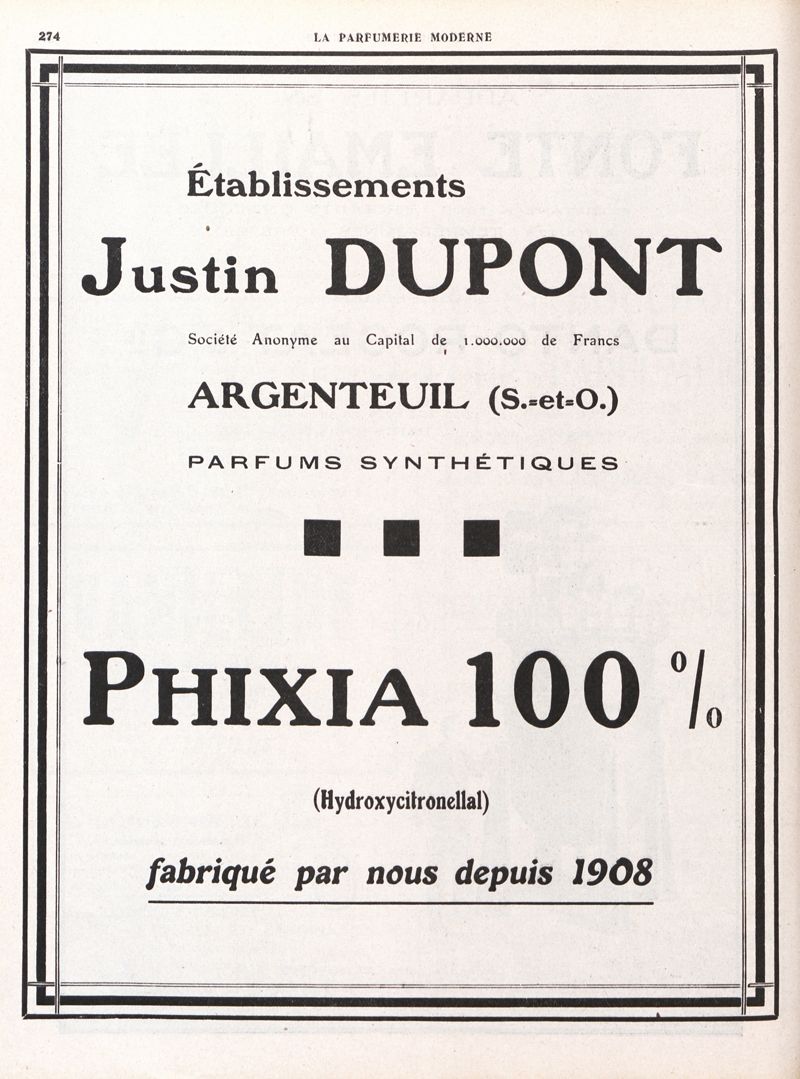 274
LA PARFUMERIE MODERNE
Établissements
Justin DUPONT
Société Anonyme au Capital de 1.000.000 de Francs
ARGENTEUIL (S.-et-O.)
PARFUMS SYNTHÉTIQUES
PHIXIA 100 %
(Hydroxycitronellal)
fabriqué par nous depuis 1908